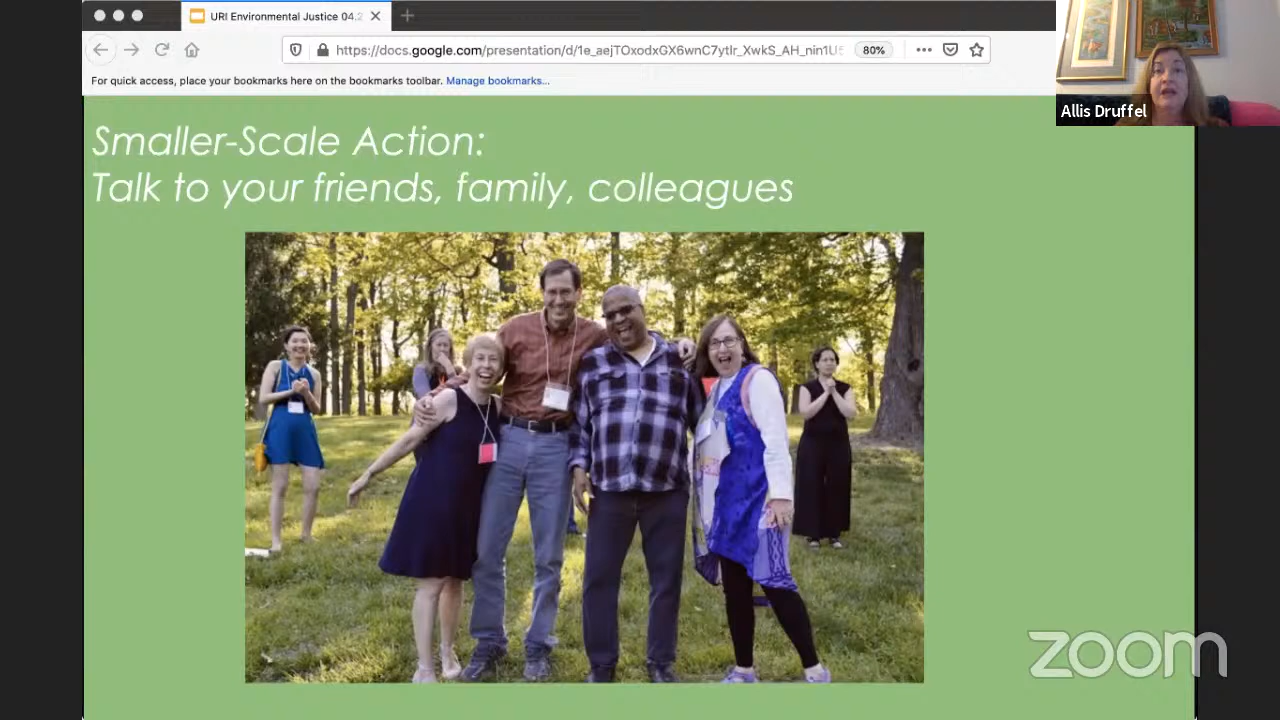 URI Environmental Justice 04.2
https://docs.google.com/presentation/d/1e_aejTOxodxGX6wnC7ytIr_XwkS_AH_nin1U5
80%
For quick access, place your bookmarks here on the bookmarks toolbar. Manage bookmarks...
Allis Druffel
Smaller-Scale Action:
Talk to your friends, family, colleagues
zoom